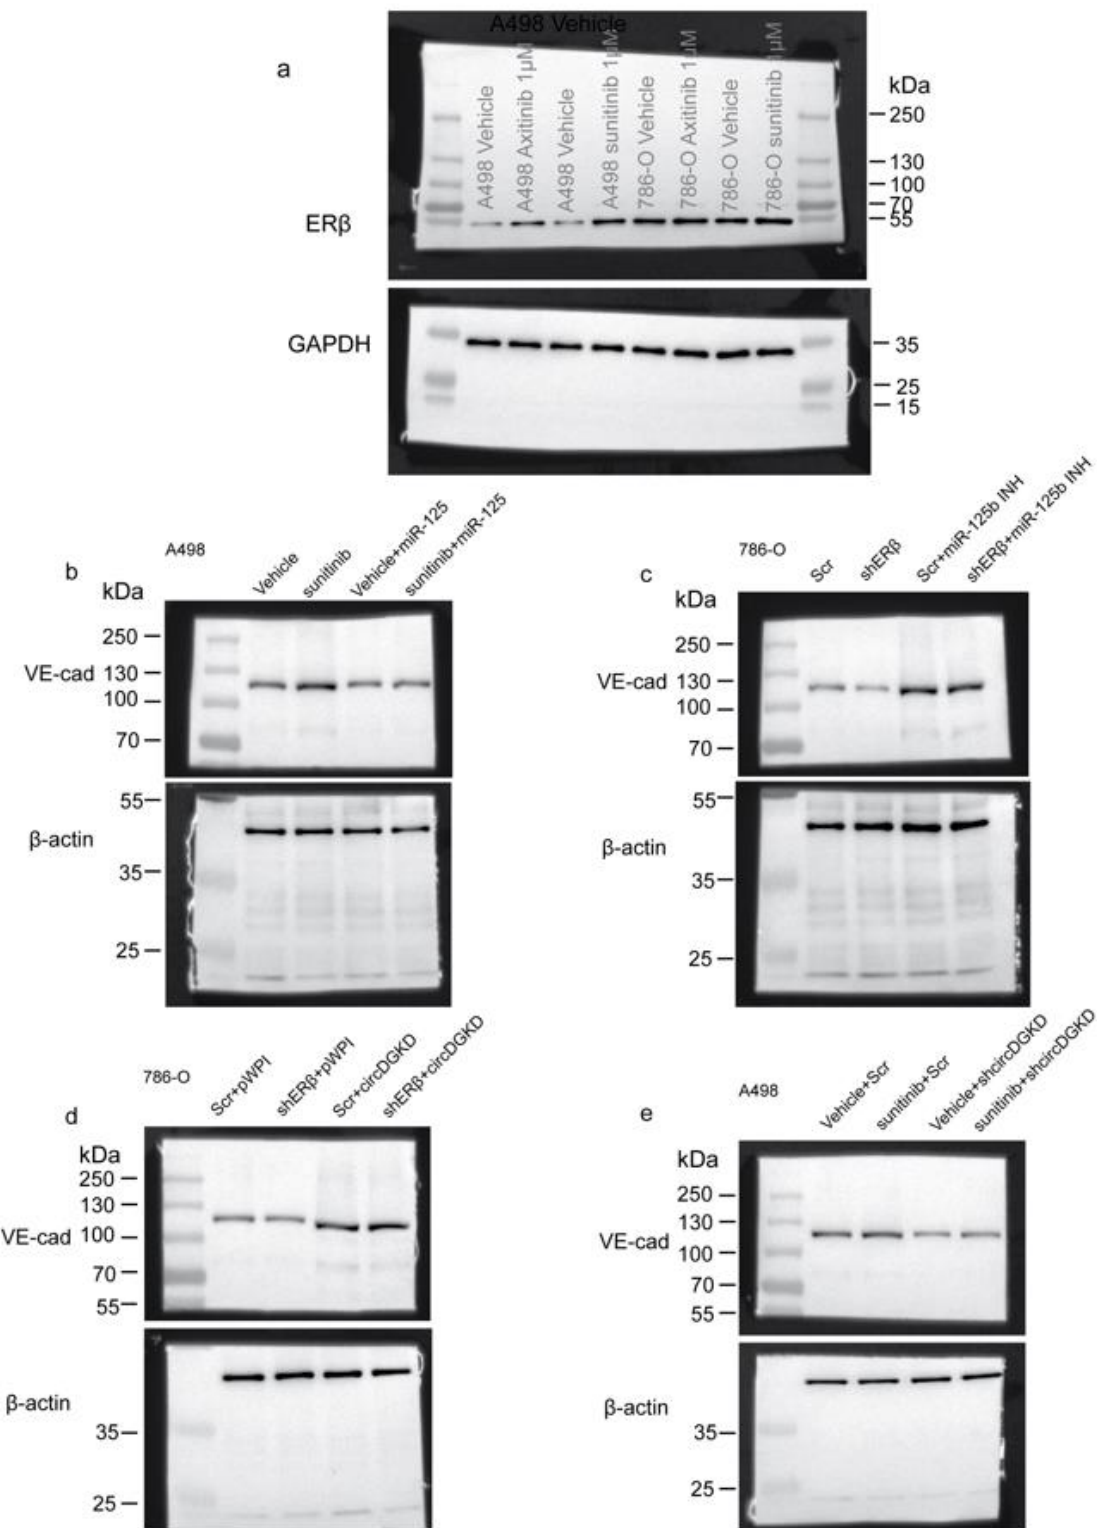 A498 Vehicle
a
A498 Vehicle
A498 Axitinib 1µM
A498 Vehicle
A498 sunitinib 1µM
786-O Vehicle
786-O Axitinib 1µM
786-O Vehicle
786-O sunitinib 1µM
kDa
250
130
100
70
55
ERβ
GAPDH
35
25
15
b
A498
Vehicle
sunitinib
Vehicle+miR-125
sunitinib+miR-125
kDa
250
VE-cad 130
100
70
55
β-actin
35
25
c
786-O
Scr
shERβ
Scr+miR-125b INH
shERβ+miR-125b INH
kDa
250
VE-cad 130
100
70
55
β-actin
35
25
d
786-O
Scr+pWPI
shERβ+pWPI
Scr+circDGKD
shERβ+circDGKD
kDa
250
130
VE-cad 100
70
55
β-actin
35
25
e
A498
Vehicle+Scr
sunitinib+Scr
Vehicle+shcircDGKD
sunitinib+shcircDGKD
kDa
250
130
VE-cad
100
70
55
β-actin
35
25